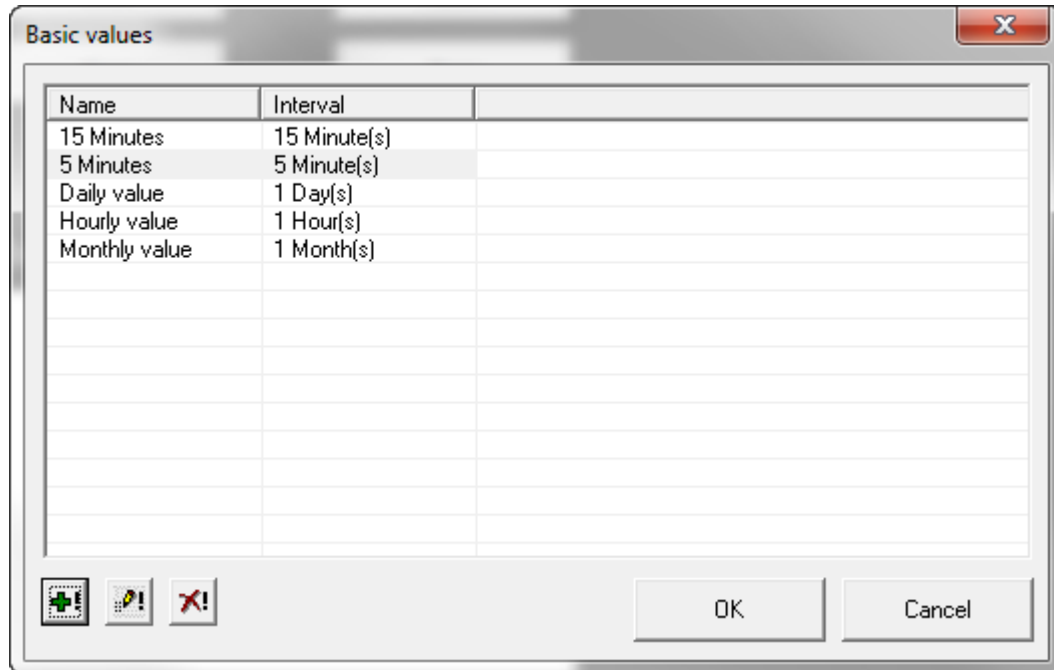 Basic values
Name Interval
15 Minutes 15 Minute(s)
5 Minutes 5 Minute(s)
Daily value 1 Day(s)
Hourly value 1 Hour(s)
Monthly value 1 Month(s)
OK Cancel